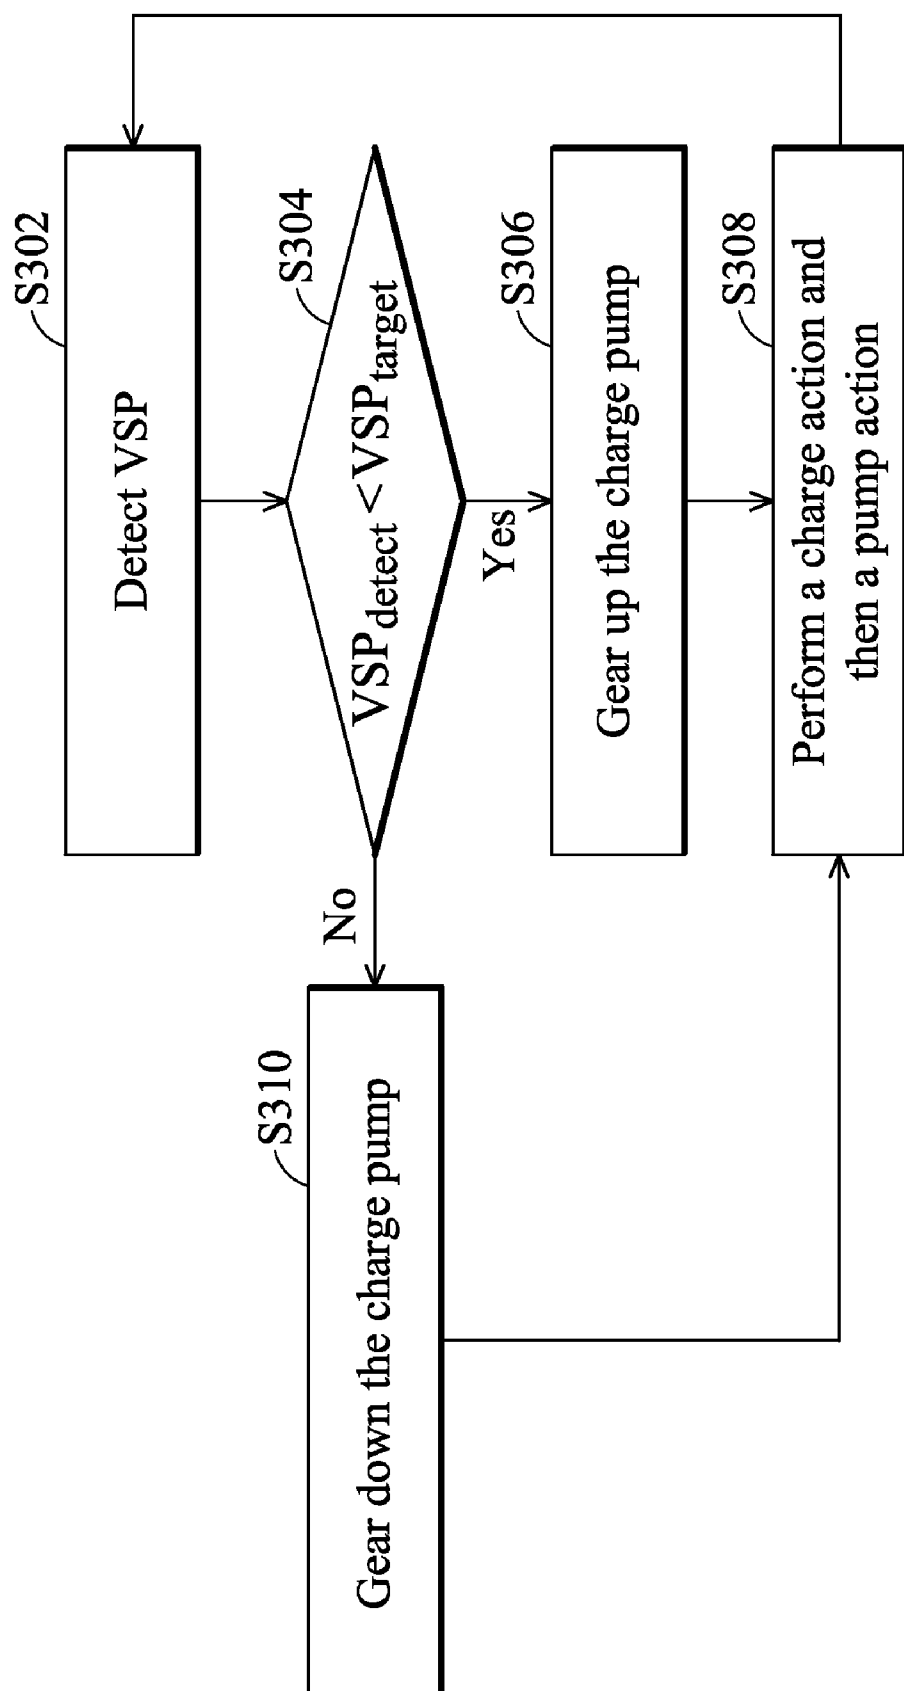 S302
Detect VSP
S304
VSPdetect <VSPtarget
Yes
No
S306
Gear up the charge pump
S308
Perform a charge action and
then a pump action
S310
Gear down the charge pump